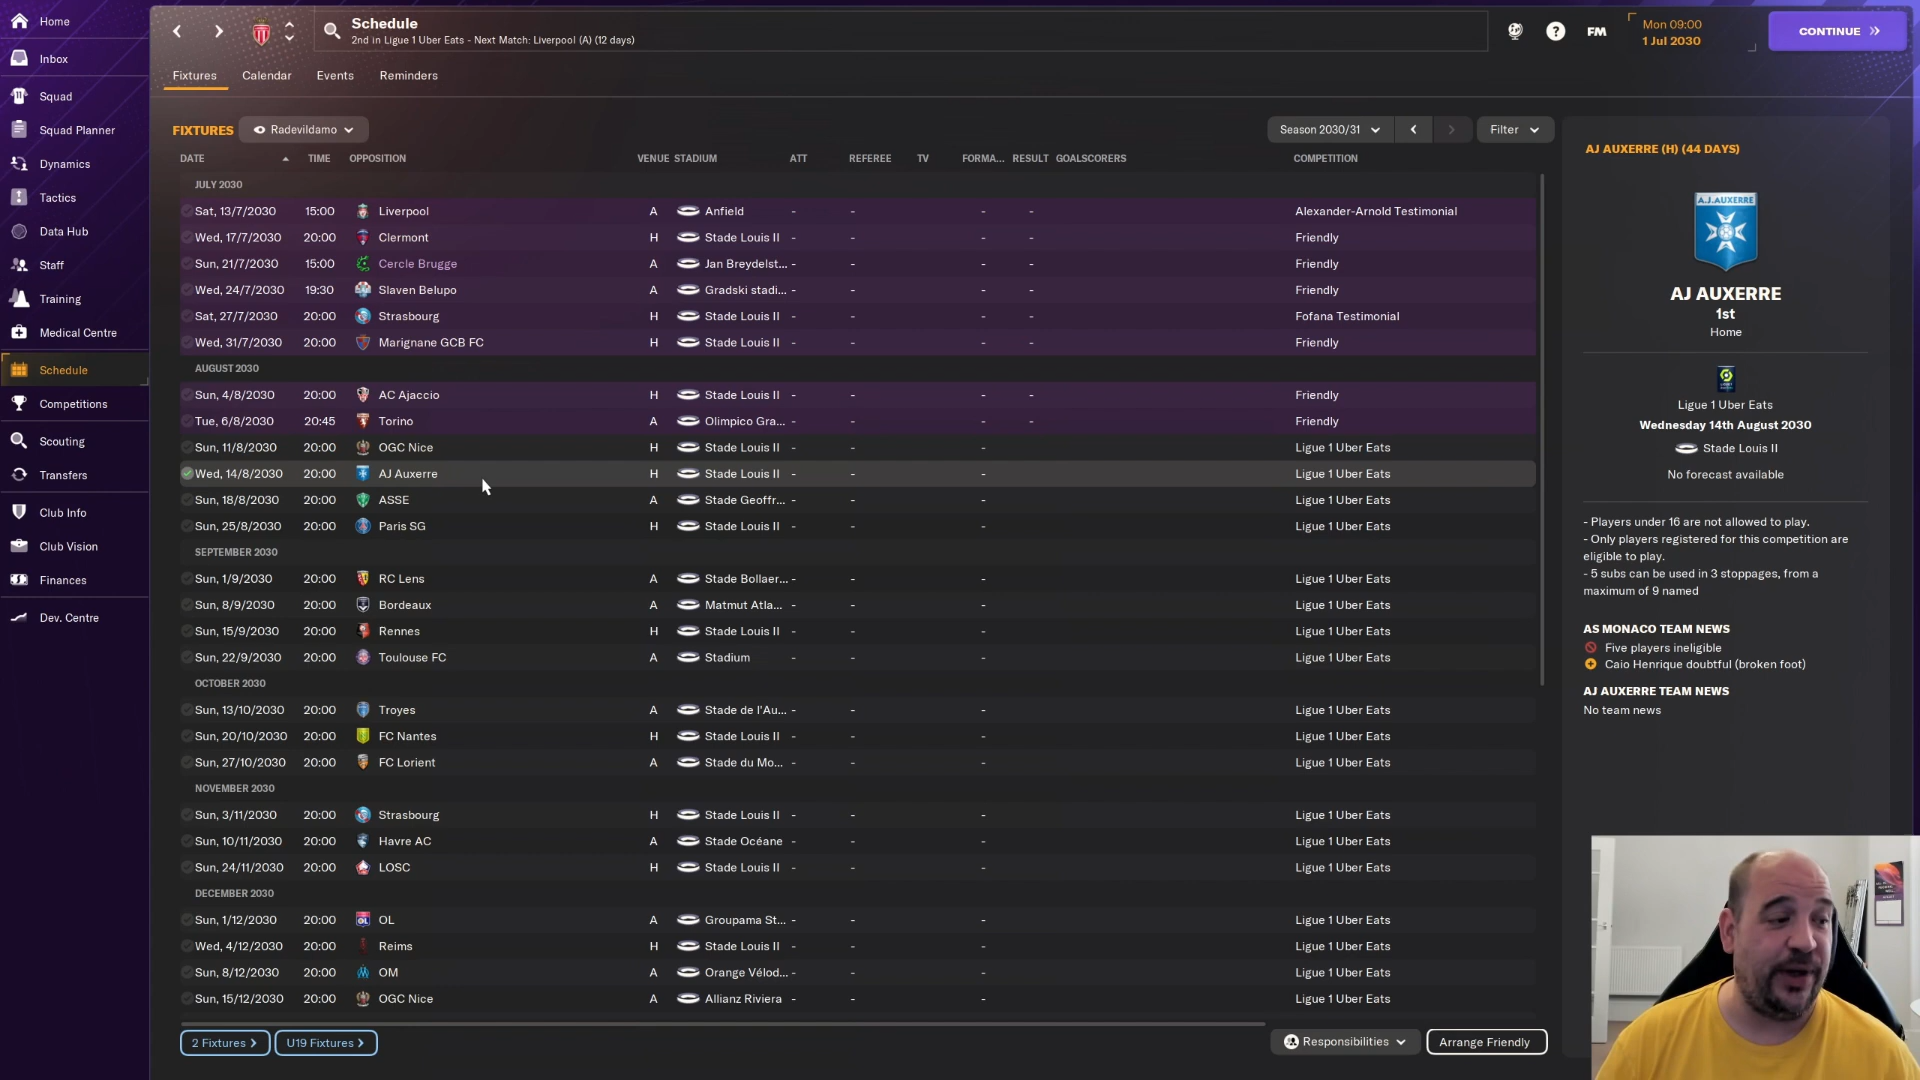 Home
Inbox
Squad
Squad Planner
Dynamics
Tactics
Data Hub
Staff
Training
Medical Centre
Schedule
Competitions
Scouting
Transfers
Club Info
Club Vision
Finances
Dev. Centre
Schedule
2nd in Ligue 1 Uber Eats - Next Match: Liverpool (A) (12 days)
FM
Mon 09:00
1 Jul 2030
CONTINUE
Fixtures Calendar Events Reminders
FIXTURES Radevildamo Season 2030/31 Filter
DATE TIME OPPOSITION VENUE STADIUM ATT REFEREE TV FORMA... RESULT GOALSCORERS COMPETITION
JULY 2030
Sat, 13/7/2030 15:00 Liverpool A Anfield - - - - Alexander-Arnold Testimonial
Wed, 17/7/2030 20:00 Clermont H Stade Louis II - - - - Friendly
Sun, 21/7/2030 15:00 Cercle Brugge A Jan Breydelst... - - - - Friendly
Wed, 24/7/2030 19:30 Slaven Belupo A Gradski stadi... - - - - Friendly
Sat, 27/7/2030 20:00 Strasbourg H Stade Louis II - - - - Fofana Testimonial
Wed, 31/7/2030 20:00 Marignane GCB FC H Stade Louis II - - - - Friendly
AUGUST 2030
Sun, 4/8/2030 20:00 AC Ajaccio H Stade Louis II - - - - Friendly
Tue, 6/8/2030 20:45 Torino A Olimpico Gra... - - - - Friendly
Sun, 11/8/2030 20:00 OGC Nice H Stade Louis II - - - Ligue 1 Uber Eats
Wed, 14/8/2030 20:00 AJ Auxerre H Stade Louis II - - - Ligue 1 Uber Eats
Sun, 18/8/2030 20:00 ASSE A Stade Geoffr... - - - Ligue 1 Uber Eats
Sun, 25/8/2030 20:00 Paris SG H Stade Louis II - - - Ligue 1 Uber Eats
SEPTEMBER 2030
Sun, 1/9/2030 20:00 RC Lens A Stade Bollaer... - - - Ligue 1 Uber Eats
Sun, 8/9/2030 20:00 Bordeaux A Matmut Atla... - - - Ligue 1 Uber Eats
Sun, 15/9/2030 20:00 Rennes H Stade Louis II - - - Ligue 1 Uber Eats
Sun, 22/9/2030 20:00 Toulouse FC A Stadium - - - Ligue 1 Uber Eats
OCTOBER 2030
Sun, 13/10/2030 20:00 Troyes A Stade de l'Au... - - - Ligue 1 Uber Eats
Sun, 20/10/2030 20:00 FC Nantes H Stade Louis II - - - Ligue 1 Uber Eats
Sun, 27/10/2030 20:00 FC Lorient A Stade du Mo... - - - Ligue 1 Uber Eats
NOVEMBER 2030
Sun, 3/11/2030 20:00 Strasbourg H Stade Louis II - - - Ligue 1 Uber Eats
Sun, 10/11/2030 20:00 Havre AC A Stade Océane - - - Ligue 1 Uber Eats
Sun, 24/11/2030 20:00 LOSC H Stade Louis II - - - Ligue 1 Uber Eats
DECEMBER 2030
Sun, 1/12/2030 20:00 OL A Groupama St... - - - Ligue 1 Uber Eats
Wed, 4/12/2030 20:00 Reims H Stade Louis II - - - Ligue 1 Uber Eats
Sun, 8/12/2030 20:00 OM A Orange Vélod... - - - Ligue 1 Uber Eats
Sun, 15/12/2030 20:00 OGC Nice A Allianz Riviera - - - Ligue 1 Uber Eats
2 Fixtures U19 Fixtures Responsibilities Arrange Friendly
AJ AUXERRE (H) (44 DAYS)
A.J.AUXERRE
AJ AUXERRE
1st
Home
Ligue 1 Uber Eats
Wednesday 14th August 2030
Stade Louis II
No forecast available
- Players under 16 are not allowed to play.
- Only players registered for this competition are
eligible to play.
- 5 subs can be used in 3 stoppages, from a
maximum of 9 named
AS MONACO TEAM NEWS
Five players ineligible
Caio Henrique doubtful (broken foot)
AJ AUXERRE TEAM NEWS
No team news